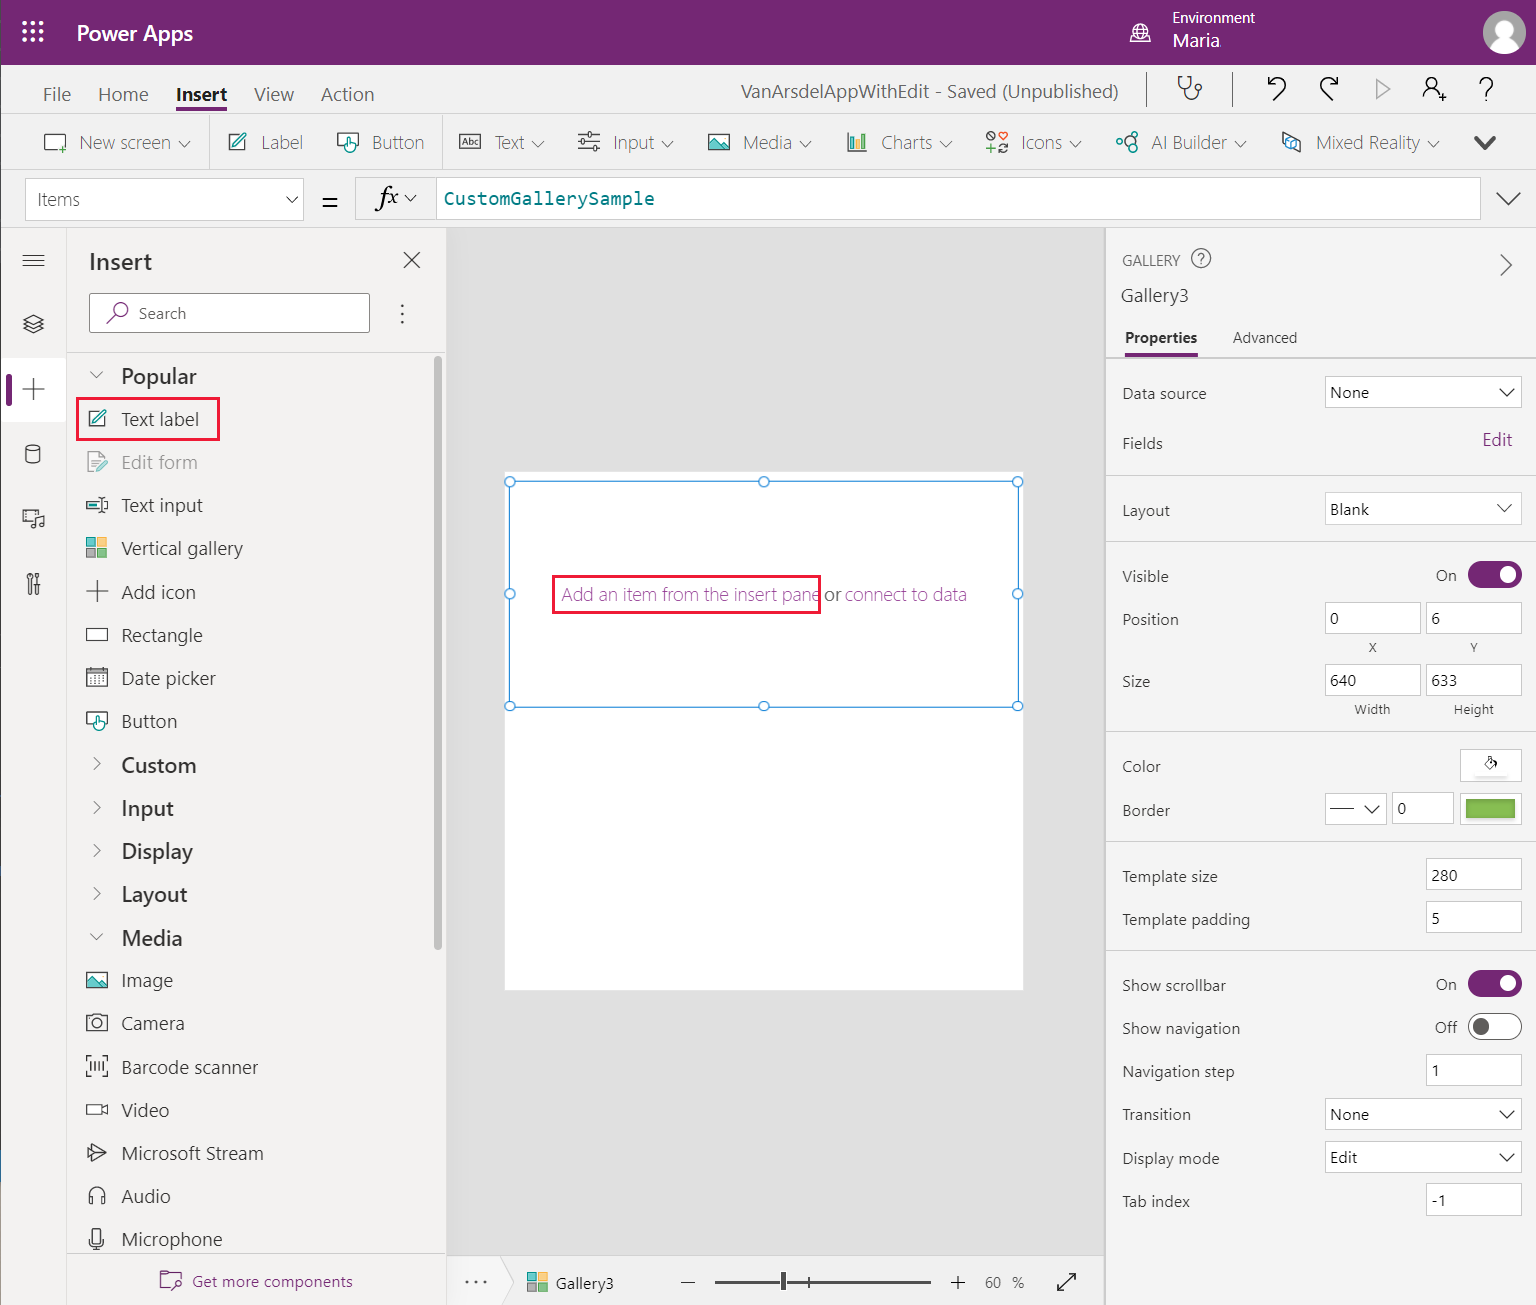 Power Apps
Environment
Maria
File Home Insert View Action
VanArsdelAppWithEdit - Saved (Unpublished)
New screen Label Button Abc Text Input Media Charts Icons AI Builder Mixed Reality
Items = fx CustomGallerySample
Insert
Search
Popular
Text label
Edit form
Text input
Vertical gallery
Add icon
Rectangle
Date picker
Button
Custom
Input
Display
Layout
Media
Image
Camera
Barcode scanner
Video
Microsoft Stream
Audio
Microphone
Get more components
Add an item from the insert pane or connect to data
Gallery3
60 %
GALLERY ?
Gallery3
Properties Advanced
Data source None
Fields Edit
Layout Blank
Visible On
Position 0 6
X Y
Size 640 633
Width Height
Color
Border 0
Template size 280
Template padding 5
Show scrollbar On
Show navigation Off
Navigation step 1
Transition None
Display mode Edit
Tab index -1